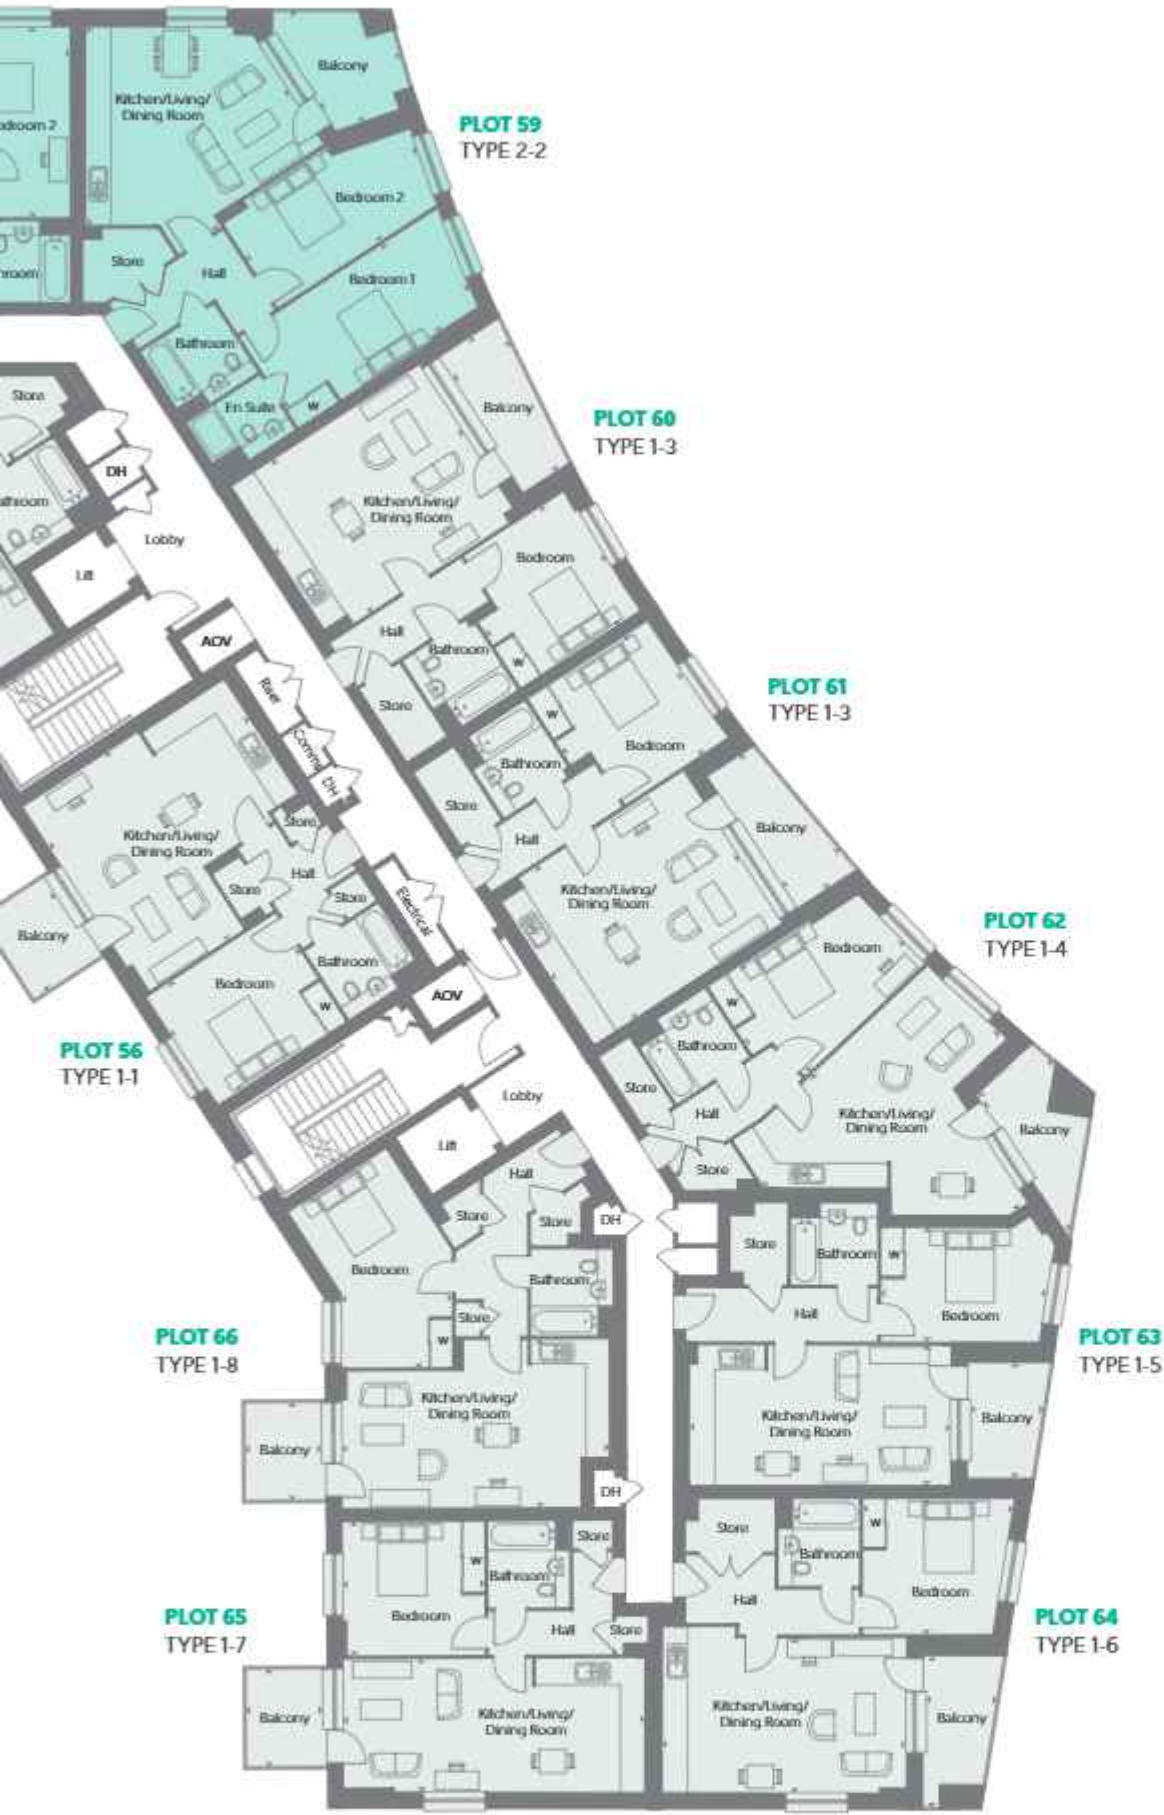 Balcony
Kitchen/Living/
Dining Room
PLOT 59
TYPE 2-2
Bedroom 2
Store
Hall
Bedroom 1
Bathroom
En Suite
W
Store
DH
Lobby
Lift
AOV
Riser
Comms
DH
Electrical
AOV
Lobby
Lift
Balcony
PLOT 60
TYPE 1-3
Kitchen/Living/
Dining Room
Bedroom
Hall
Bathroom
W
Store
PLOT 61
TYPE 1-3
W
Bedroom
Bathroom
Store
Hall
Balcony
Kitchen/Living/
Dining Room
Kitchen/Living/
Dining Room
Store
Hall
Store
Store
Balcony
Bathroom
Bedroom
W
PLOT 56
TYPE 1-1
PLOT 62
TYPE 1-4
Bedroom
W
Bathroom
Store
Hall
Kitchen/Living/
Dining Room
Balcony
Store
Hall
Store
Store
DH
Bedroom
Bathroom
Store
W
PLOT 66
TYPE 1-8
Kitchen/Living/
Dining Room
Balcony
DH
Store
Bathroom
W
Hall
Bedroom
PLOT 63
TYPE 1-5
Kitchen/Living/
Dining Room
Balcony
Store
W
Bathroom
Bedroom
Hall
Store
PLOT 65
TYPE 1-7
Balcony
Kitchen/Living/
Dining Room
Store
W
Bathroom
Bedroom
Hall
PLOT 64
TYPE 1-6
Kitchen/Living/
Dining Room
Balcony